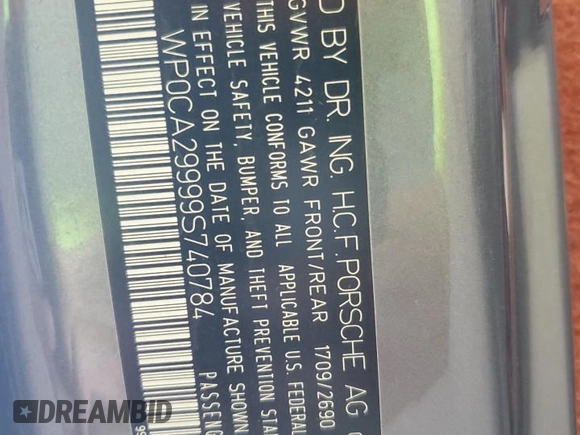 D BY DR. ING. H.C.F. PORSCHE AG
GVWR 4211 GAWR FRONT/REAR 1709/2690
THIS VEHICLE CONFORMS TO ALL APPLICABLE U.S. FEDERAL
VEHICLE SAFETY, BUMPER AND THEFT PREVENTION STA
IN EFFECT ON THE DATE OF MANUFACTURE SHOWN
WP0CA29999S740784 PASSENG
99
DREAMBID